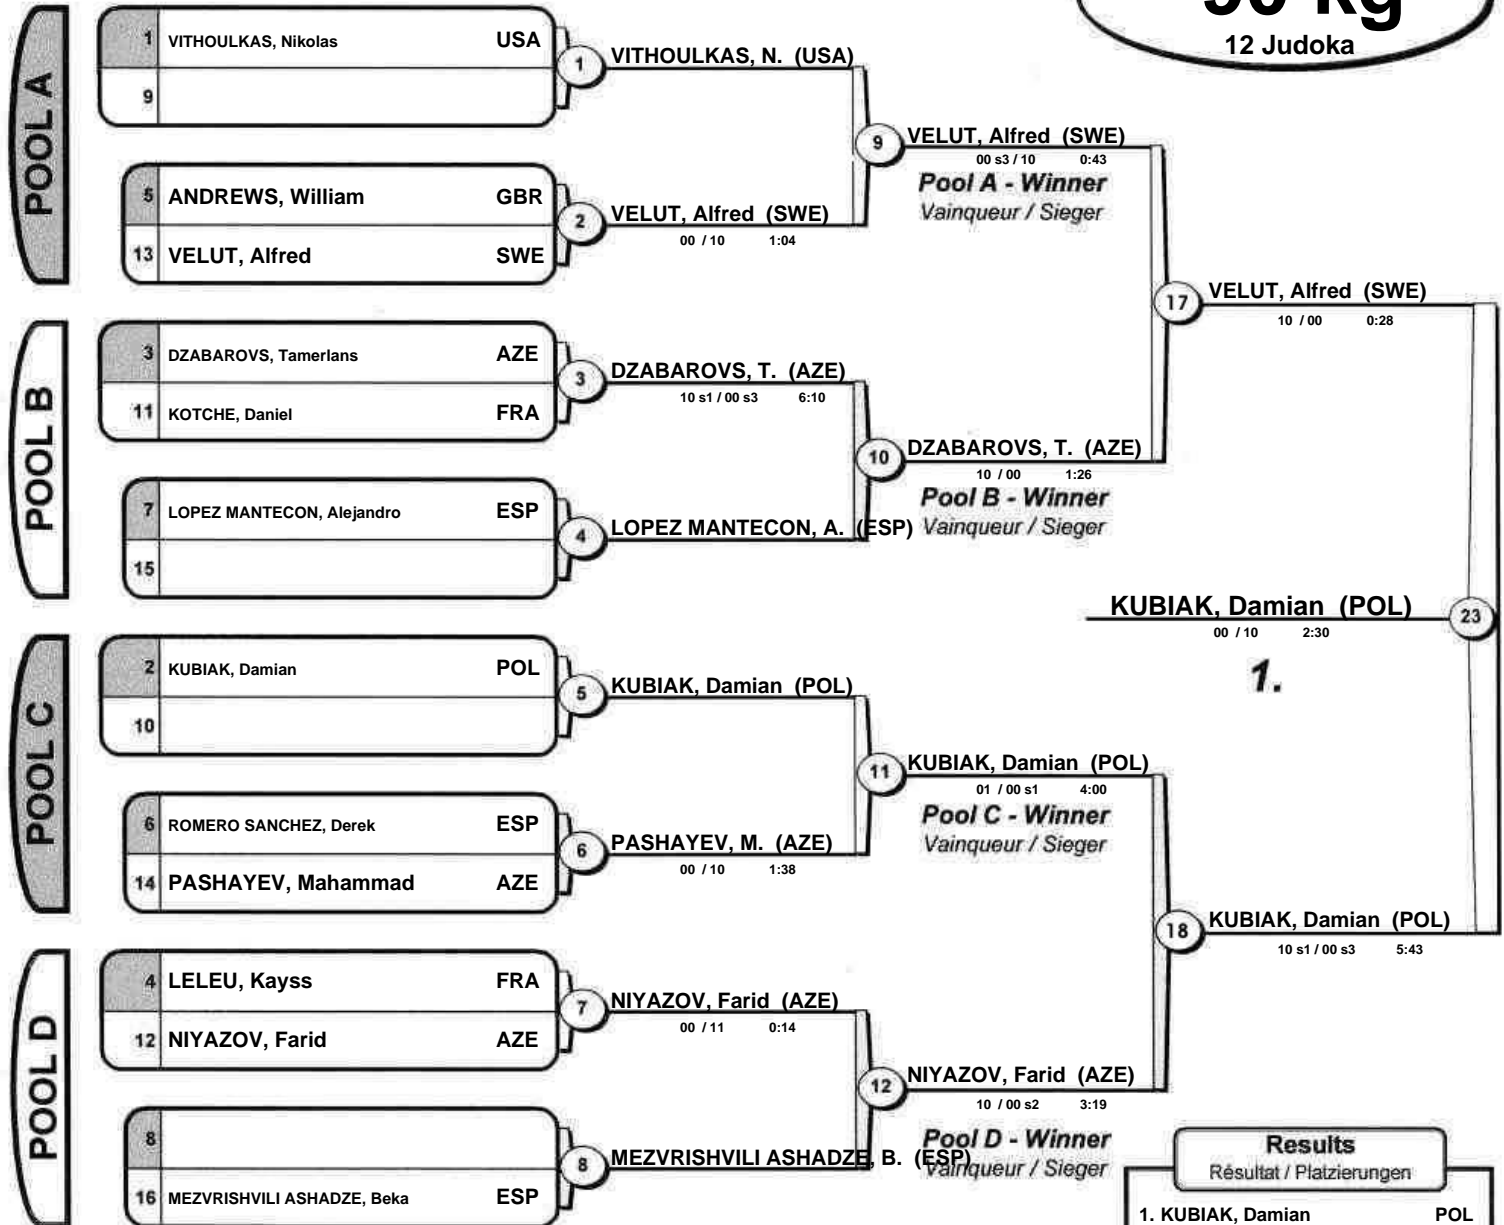 90 kg
12 Judoka
POOL A
1 VITHOULKAS, Nikolas USA
9
1 VITHOULKAS, N. (USA)
5 ANDREWS, William GBR
13 VELUT, Alfred SWE
2 VELUT, Alfred (SWE)
00 / 10 1:04
9 VELUT, Alfred (SWE)
00 s3 / 10 0:43
Pool A - Winner
Vainqueur / Sieger
POOL B
3 DZABAROVS, Tamerlans AZE
11 KOTCHE, Daniel FRA
3 DZABAROVS, T. (AZE)
10 s1 / 00 s3 6:10
7 LOPEZ MANTECON, Alejandro ESP
15
4 LOPEZ MANTECON, A. (ESP)
10 DZABAROVS, T. (AZE)
10 / 00 1:26
Pool B - Winner
Vainqueur / Sieger
17 VELUT, Alfred (SWE)
10 / 00 0:28
KUBIAK, Damian (POL) 23
00 / 10 2:30
1.
POOL C
2 KUBIAK, Damian POL
10
5 KUBIAK, Damian (POL)
6 ROMERO SANCHEZ, Derek ESP
14 PASHAYEV, Mahammad AZE
6 PASHAYEV, M. (AZE)
00 / 10 1:38
11 KUBIAK, Damian (POL)
01 / 00 s1 4:00
Pool C - Winner
Vainqueur / Sieger
18 KUBIAK, Damian (POL)
10 s1 / 00 s3 5:43
POOL D
4 LELEU, Kayss FRA
12 NIYAZOV, Farid AZE
7 NIYAZOV, Farid (AZE)
00 / 11 0:14
8
16 MEZVRISHVILI ASHADZE, Beka ESP
8 MEZVRISHVILI ASHADZE, B. (ESP)
12 NIYAZOV, Farid (AZE)
10 / 00 s2 3:19
Pool D - Winner
Vainqueur / Sieger
Results
Résultat / Platzierungen
1. KUBIAK, Damian POL